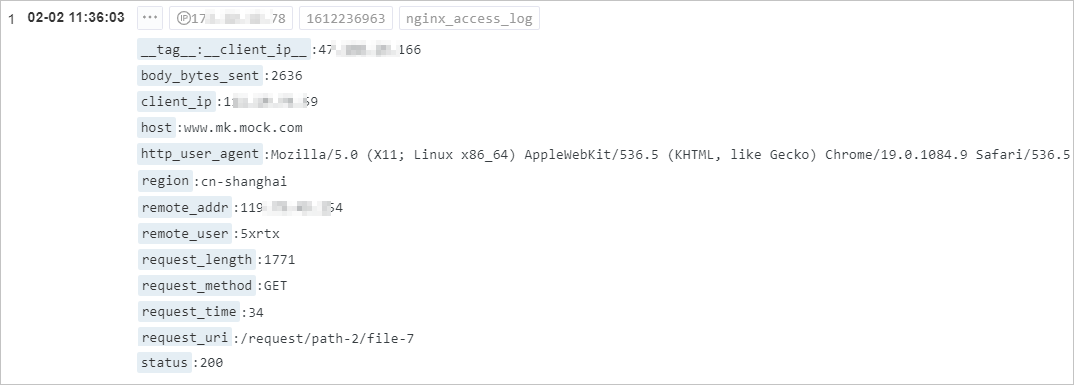 1 02-02 11:36:03 ... IP 17 78 1612236963 nginx_access_log
__tag__:__client_ip__ :47 166
body_bytes_sent :2636
client_ip :1 59
host :www.mk.mock.com
http_user_agent :Mozilla/5.0 (X11; Linux x86_64) AppleWebKit/536.5 (KHTML, like Gecko) Chrome/19.0.1084.9 Safari/536.5
region :cn-shanghai
remote_addr :119 54
remote_user :5xrtx
request_length :1771
request_method :GET
request_time :34
request_uri :/request/path-2/file-7
status :200